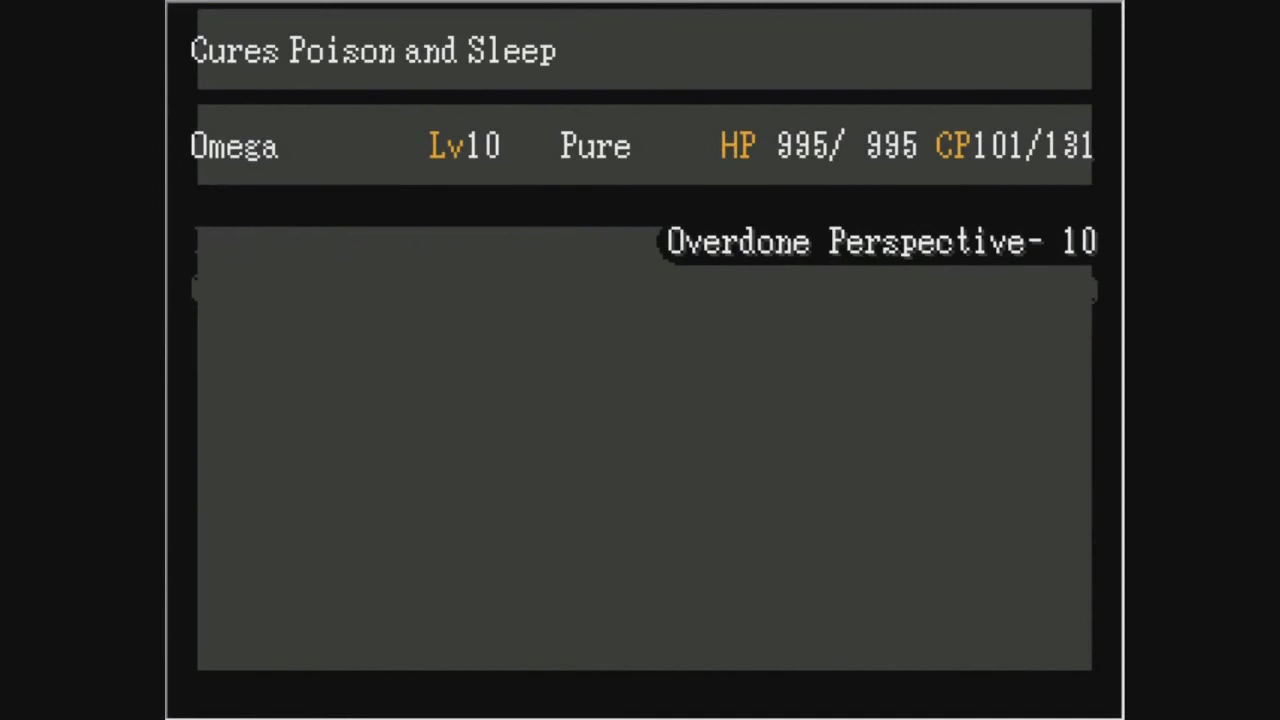 Cures Poison and Sleep
Omega Lv10 Pure HP 995/ 995 CP101/131
Overdone Perspective- 10